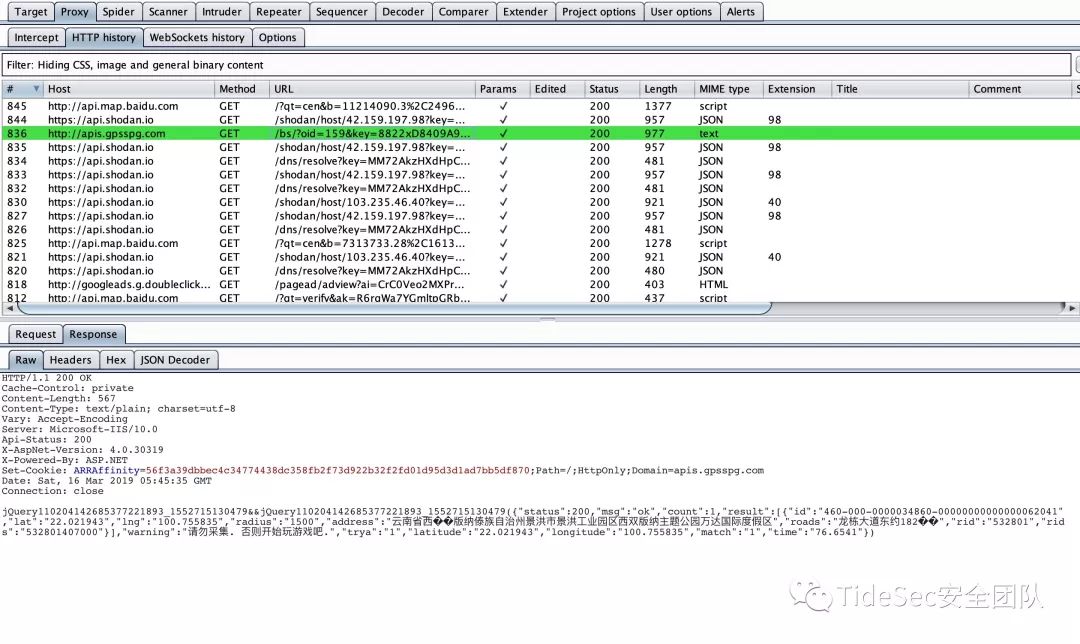 Target Proxy Spider Scanner Intruder Repeater Sequencer Decoder Comparer Extender Project options User options Alerts
Intercept HTTP history WebSockets history Options
Filter: Hiding CSS, image and general binary content
# Host Method URL Params Edited Status Length MIME type Extension Title Comment S
845 http://api.map.baidu.com GET /?qt=cen&b=11214090.3%2C2496... ✓ 200 1377 script
844 https://api.shodan.io GET /shodan/host/42.159.197.98?key=... ✓ 200 957 JSON 98
836 http://apis.gpsspg.com GET /bs/?oid=159&key=8822xD8409A9... ✓ 200 977 text
835 https://api.shodan.io GET /shodan/host/42.159.197.98?key=... ✓ 200 957 JSON 98
834 https://api.shodan.io GET /dns/resolve?key=MM72AkzHXdHpC... ✓ 200 481 JSON
833 https://api.shodan.io GET /shodan/host/42.159.197.98?key=... ✓ 200 957 JSON 98
832 https://api.shodan.io GET /dns/resolve?key=MM72AkzHXdHpC... ✓ 200 481 JSON
830 https://api.shodan.io GET /shodan/host/103.235.46.40?key=... ✓ 200 921 JSON 40
827 https://api.shodan.io GET /shodan/host/42.159.197.98?key=... ✓ 200 957 JSON 98
826 https://api.shodan.io GET /dns/resolve?key=MM72AkzHXdHpC... ✓ 200 481 JSON
825 http://api.map.baidu.com GET /?qt=cen&b=7313733.28%2C1613... ✓ 200 1278 script
821 https://api.shodan.io GET /shodan/host/103.235.46.40?key=... ✓ 200 921 JSON 40
820 https://api.shodan.io GET /dns/resolve?key=MM72AkzHXdHpC... ✓ 200 480 JSON
818 http://googleads.g.doubleclick... GET /pagead/adview?ai=CrC0Veo2MXPr... ✓ 200 403 HTML
812 http://api.map.baidu.com GET /?qt=verify&ak=R6rqWa7YGmltpGRb... ✓ 200 437 script
Request Response
Raw Headers Hex JSON Decoder
HTTP/1.1 200 OK
Cache-Control: private
Content-Length: 567
Content-Type: text/plain; charset=utf-8
Vary: Accept-Encoding
Server: Microsoft-IIS/10.0
Api-Status: 200
X-AspNet-Version: 4.0.30319
X-Powered-By: ASP.NET
Set-Cookie: ARRAffinity=56f3a39dbbec4c34774438dc358fb2f73d922b32f2fd01d95d3d1ad7bb5df870;Path=/;HttpOnly;Domain=apis.gpsspg.com
Date: Sat, 16 Mar 2019 05:45:35 GMT
Connection: close
jQuery110204142685377221893_1552715130479&&jQuery110204142685377221893_1552715130479({"status":200,"msg":"ok","count":1,"result":[{"id":"460-000-0000034860-00000000000000062041"
,"lat":"22.021943","lng":"100.755835","radius":"1500","address":"云南省西��版纳傣族自治州景洪市景洪工业园区西双版纳主题公园万达国际度假区","roads":"龙栋大道东约182��","rid":"532801","rid
s":"532801407000"}],"warning":"请勿采集. 否则开始玩游戏吧.","trya":"1","latitude":"22.021943","longitude":"100.755835","match":"1","time":"76.6541"})
TideSec安全团队